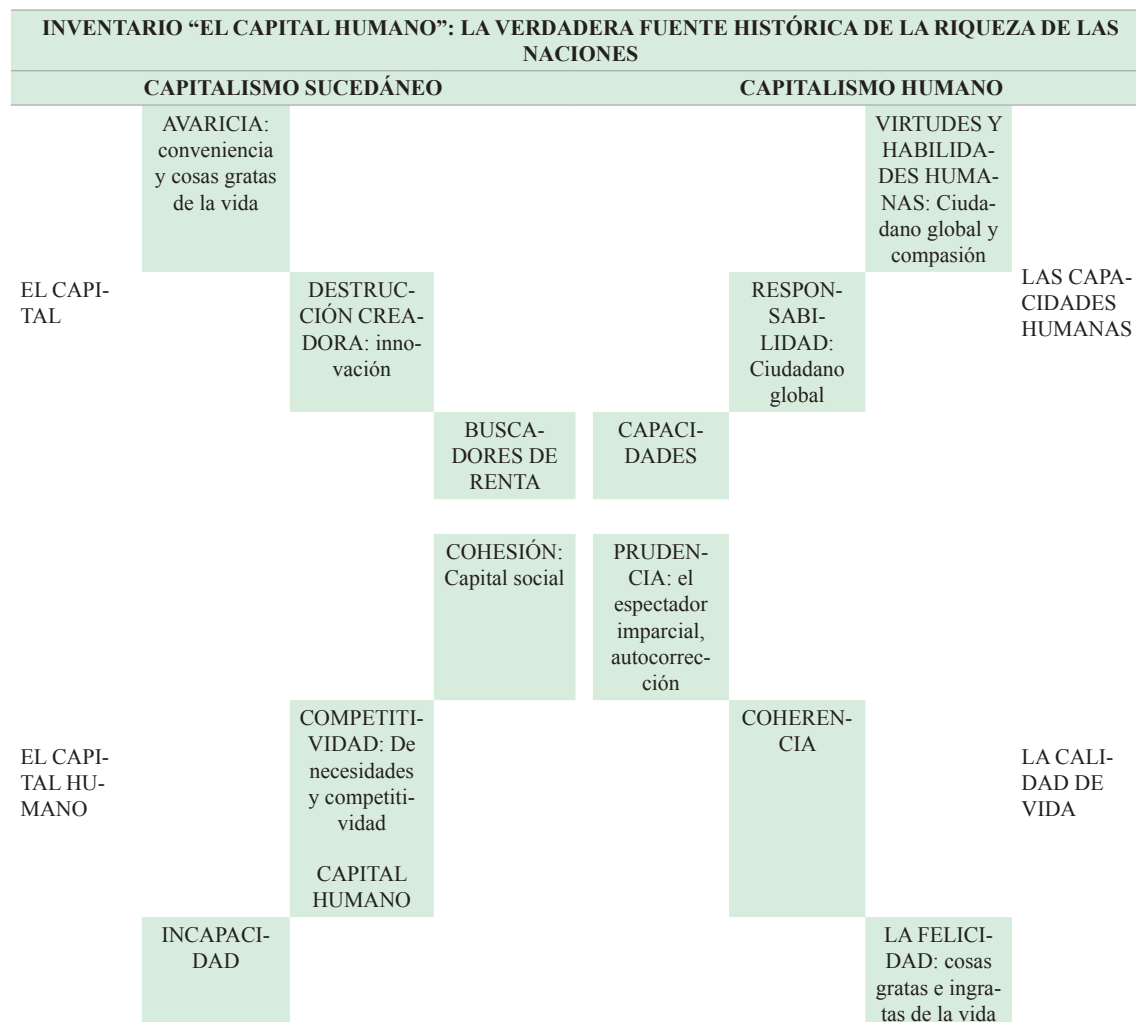 INVENTARIO “EL CAPITAL HUMANO”: LA VERDADERA FUENTE HISTÓRICA DE LA RIQUEZA DE LAS
NACIONES
CAPITALISMO SUCEDÁNEO
CAPITALISMO HUMANO
AVARICIA:
conveniencia
y cosas gratas
de la vida
VIRTUDES Y
HABILIDA-
DES HUMA-
NAS: Ciuda-
dano global y
compasión
EL CAPI-
TAL
DESTRUC-
CIÓN CREA-
DORA: inno-
vación
RESPON-
SABI-
LIDAD:
Ciudadano
global
LAS CAPA-
CIDADES
HUMANAS
BUSCA-
DORES DE
RENTA
CAPACI-
DADES
COHESIÓN:
Capital social
PRUDEN-
CIA: el
espectador
imparcial,
autocorrec-
ción
EL CAPI-
TAL HU-
MANO
COMPETITI-
VIDAD: De
necesidades
y competiti-
vidad
CAPITAL
HUMANO
COHEREN-
CIA
LA CALI-
DAD DE
VIDA
INCAPACI-
DAD
LA FELICI-
DAD: cosas
gratas e ingra-
tas de la vida